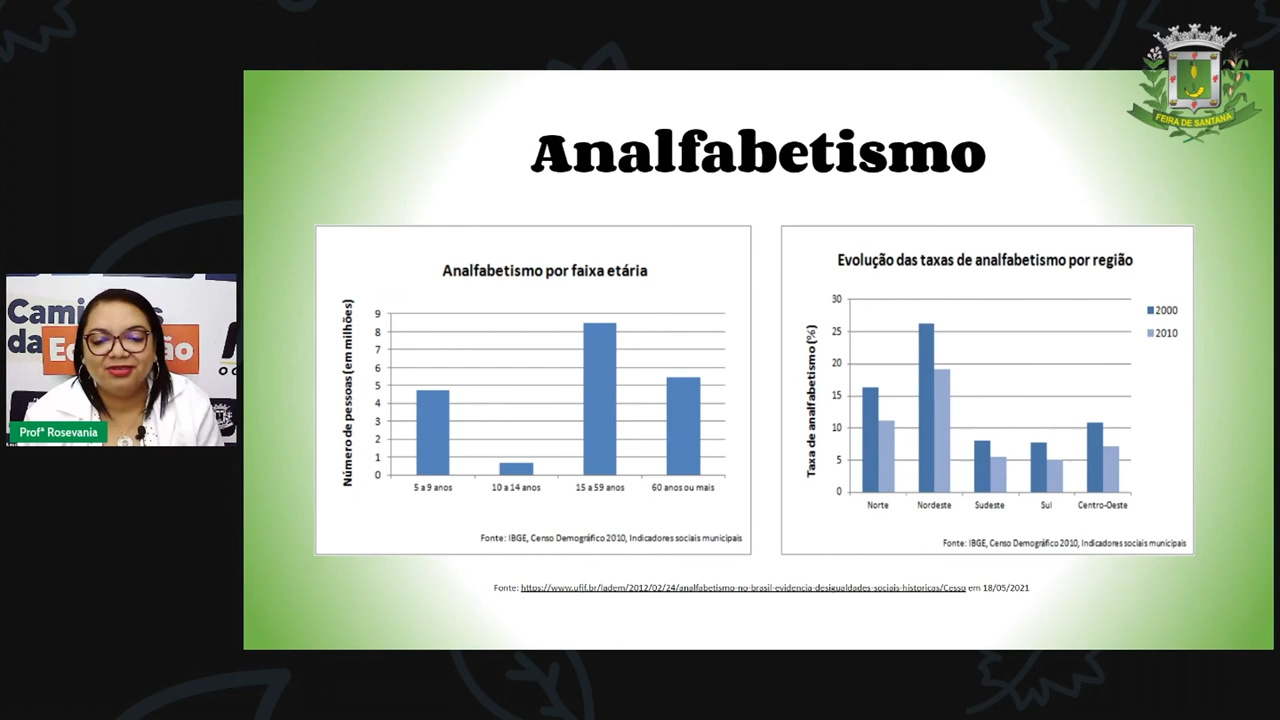 FEIRA DE SANTANA
Analfabetismo
Analfabetismo por faixa etária
Número de pessoas (em milhões)
9
8
7
6
5
4
3
2
1
0
5 a 9 anos
10 a 14 anos
15 a 59 anos
60 anos ou mais
Fonte: IBGE, Censo Demográfico 2010, Indicadores sociais municipais
Evolução das taxas de analfabetismo por região
Taxa de analfabetismo (%)
30
25
20
15
10
5
0
2000
2010
Norte
Nordeste
Sudeste
Sul
Centro-Oeste
Fonte: IBGE, Censo Demográfico 2010, Indicadores sociais municipais
Fonte: https://www.ufjf.br/ladem/2012/02/24/analfabetismo-no-brasil-evidencia-desigualdades-sociais-historicas/Cesso em 18/05/2021
da
Profª Rosevania